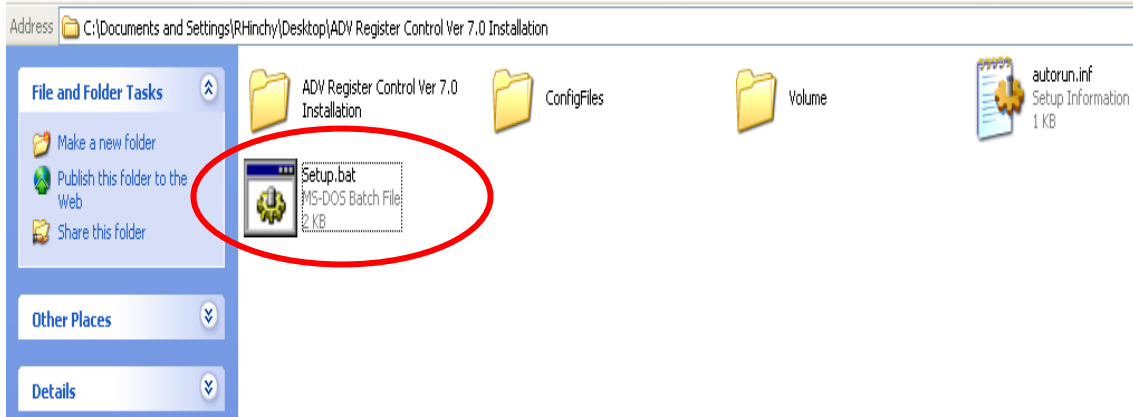 Address C:\Documents and Settings\RHinchy\Desktop\ADV Register Control Ver 7.0 Installation
File and Folder Tasks
Make a new folder
Publish this folder to the
Web
Share this folder
Other Places
Details
ADV Register Control Ver 7.0
Installation
ConfigFiles
Volume
autorun.inf
Setup Information
1 KB
Setup.bat
MS-DOS Batch File
2 KB